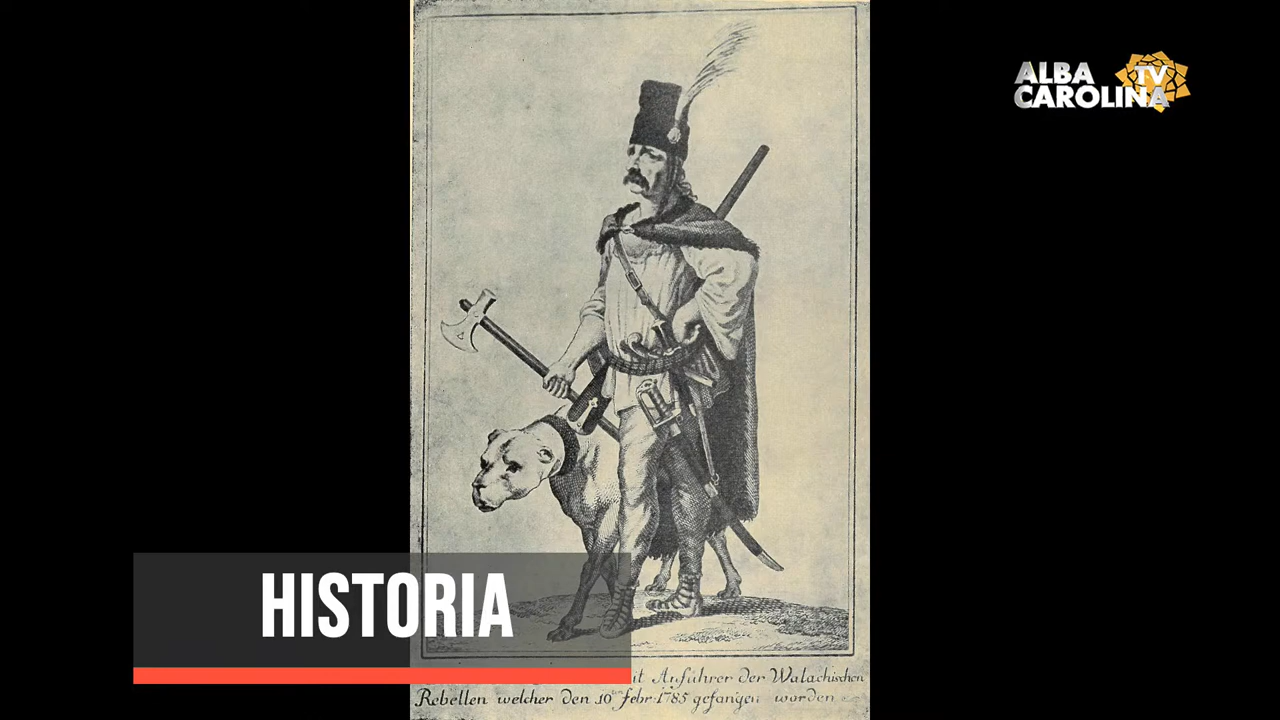 ALBA
CAROLINA
TV
HISTORIA
Anführer der Walachischen
Rebellen welcher den 10ten Febr 1785 gefangen worden